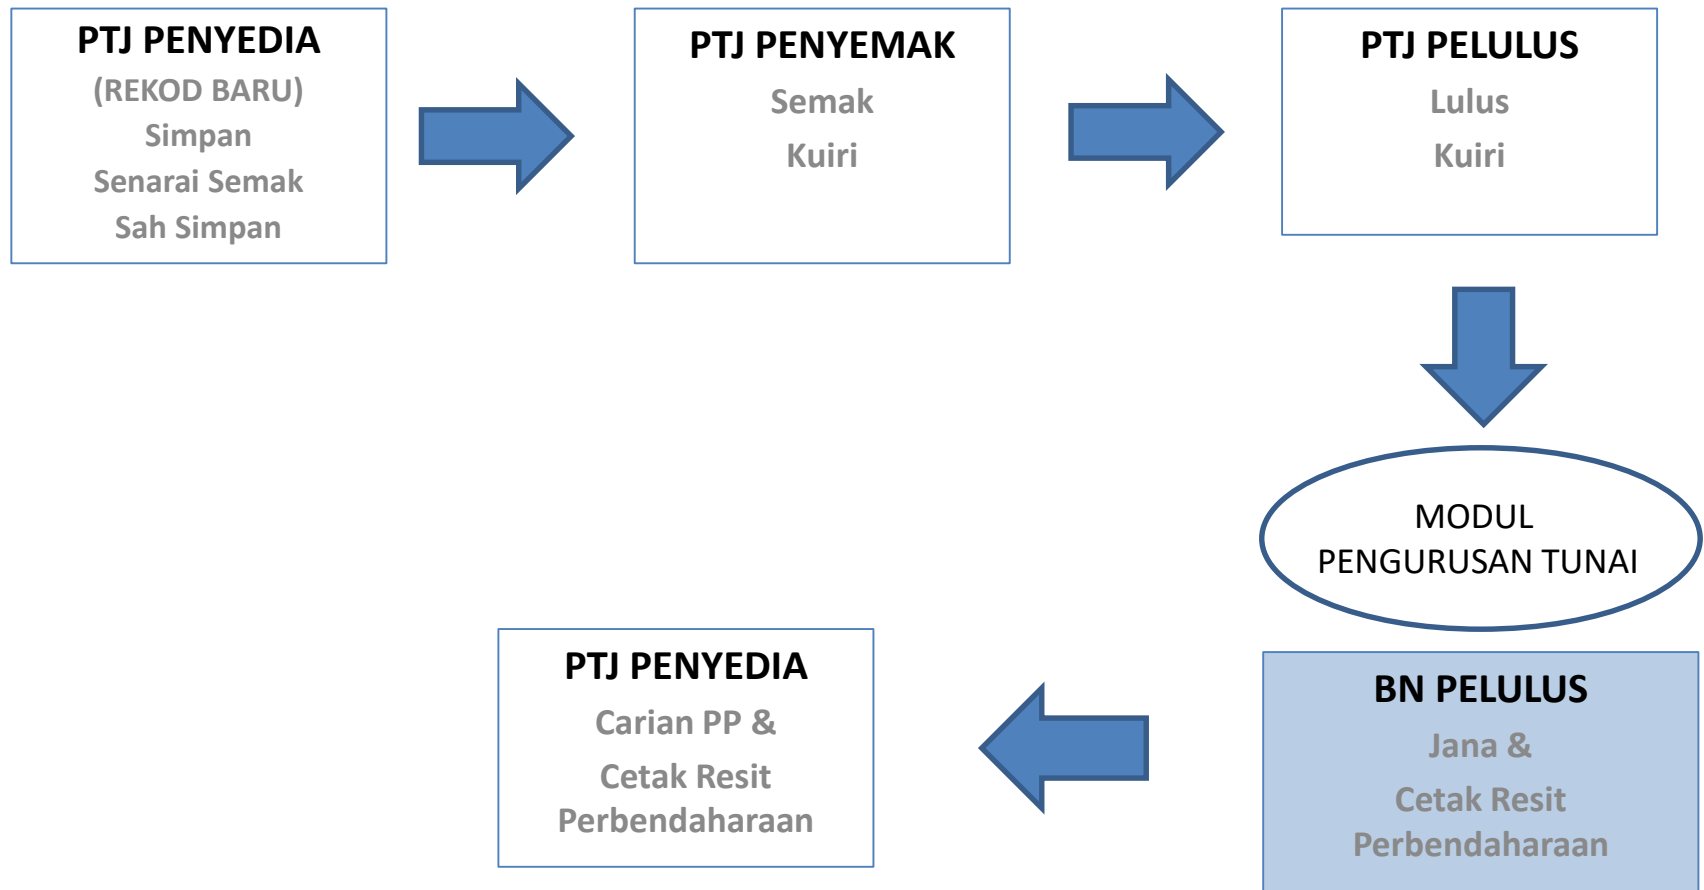 PTJ PENYEDIA
(REKOD BARU)
Simpan
Senarai Semak
Sah Simpan
PTJ PENYEMAK
Semak
Kuiri
PTJ PELULUS
Lulus
Kuiri
MODUL
PENGURUSAN TUNAI
BN PELULUS
Jana &
Cetak Resit
Perbendaharaan
PTJ PENYEDIA
Carian PP &
Cetak Resit
Perbendaharaan